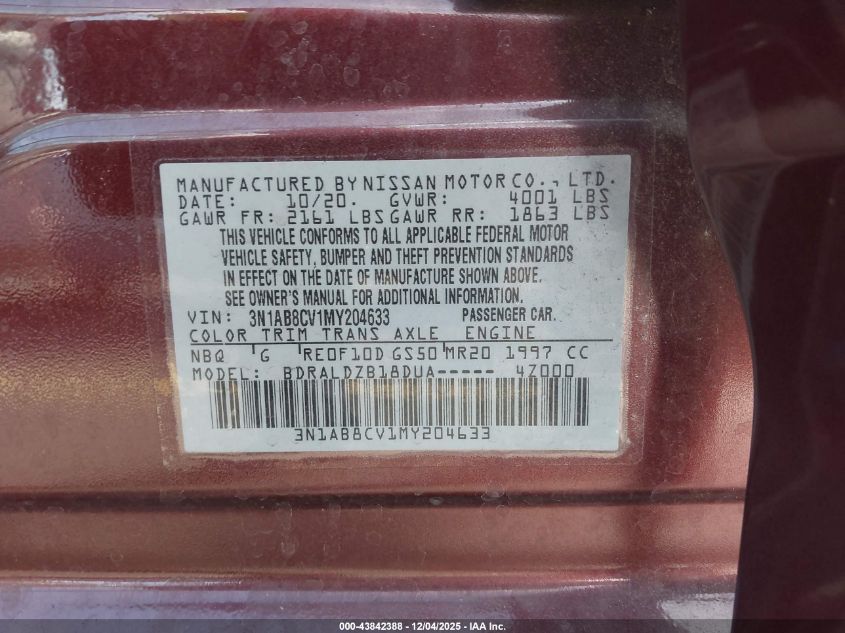 MANUFACTURED BY NISSAN MOTOR CO., LTD.
DATE: 10/20. GVWR: 4001 LBS
GAWR FR: 2161 LBS GAWR RR: 1863 LBS
THIS VEHICLE CONFORMS TO ALL APPLICABLE FEDERAL MOTOR
VEHICLE SAFETY, BUMPER AND THEFT PREVENTION STANDARDS
IN EFFECT ON THE DATE OF MANUFACTURE SHOWN ABOVE.
SEE OWNER'S MANUAL FOR ADDITIONAL INFORMATION.
VIN: 3N1AB8CV1MY204633 PASSENGER CAR.
COLOR TRIM TRANS AXLE ENGINE
NBQ G RE0F10D GS50 MR20 1997 CC
MODEL: BDRALDZB18DUA----- 4Z000
3N1AB8CV1MY204633
000-43842388 - 12/04/2025 - IAA Inc.